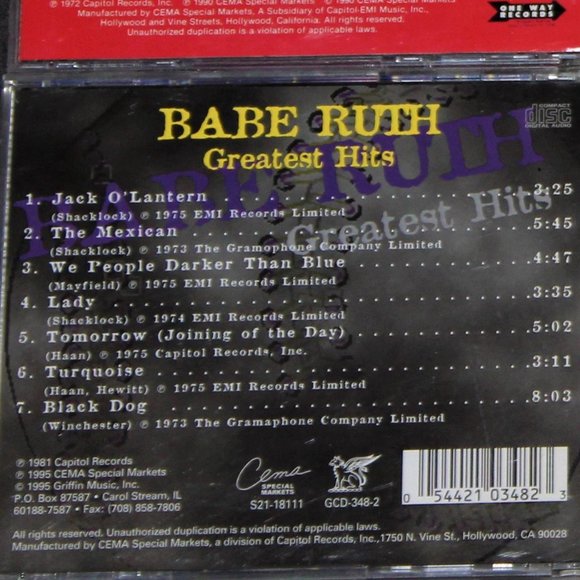 ℗ 1972 Capitol Records, Inc. ℗ 1990 CEMA Special Markets © 1990 CEMA Special Markets
Manufactured by CEMA Special Markets, A Subsidiary of Capitol-EMI Music, Inc.,
Hollywood and Vine Streets, Hollywood, California. All rights reserved.
Unauthorized duplication is a violation of applicable laws.
ONE WAY
RECORDS
BABE RUTH
Greatest Hits
COMPACT
disc
DIGITAL AUDIO
BABE RUTH
Greatest Hits
1. Jack O'Lantern . . . . . . . . . . . . . . . . . . . . 3:25
(Shacklock) ℗ 1975 EMI Records Limited
2. The Mexican . . . . . . . . . . . . . . . . . . . . 5:45
(Shacklock) ℗ 1973 The Gramophone Company Limited
3. We People Darker Than Blue . . . . . . . . . . . . 4:47
(Mayfield) ℗ 1975 EMI Records Limited
4. Lady . . . . . . . . . . . . . . . . . . . . . . . . . 3:35
(Shacklock) ℗ 1974 EMI Records Limited
5. Tomorrow (Joining of the Day) . . . . . . . . . . . 5:02
(Haan) ℗ 1975 Capitol Records, Inc.
6. Turquoise . . . . . . . . . . . . . . . . . . . . . . 3:11
(Haan, Hewitt) ℗ 1975 EMI Records Limited
7. Black Dog . . . . . . . . . . . . . . . . . . . . . . 8:03
(Winchester) ℗ 1973 The Gramophone Company Limited
℗ 1981 Capitol Records
℗ 1995 CEMA Special Markets
© 1995 Griffin Music, Inc.
P.O. Box 87587 • Carol Stream, IL
60188-7587 • Fax: (708) 858-7806
Cema
SPECIAL
MARKETS
S21-18111
GCD-348-2
0 54421 03482 3
All rights reserved. Unauthorized duplication is a violation of applicable laws.
Manufactured by CEMA Special Markets, a division of Capitol Records, Inc.,1750 N. Vine St., Hollywood, CA 90028